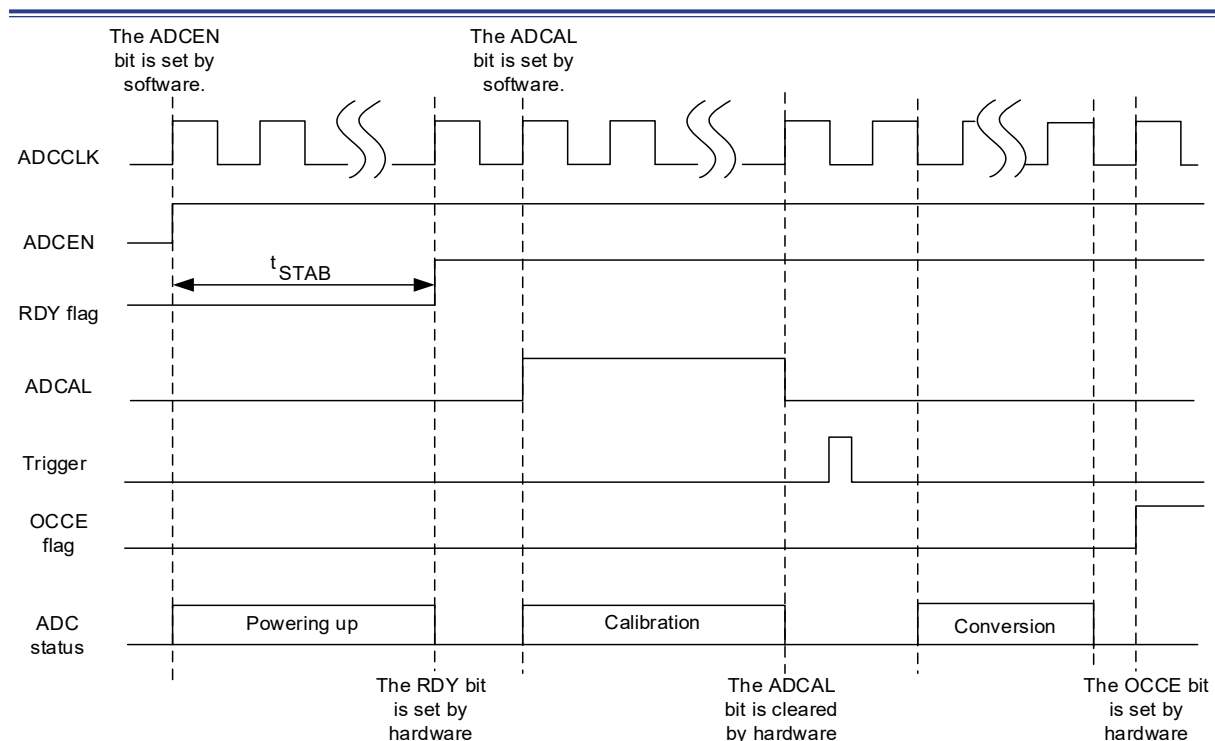 The ADCEN
bit is set by
software.
The ADCAL
bit is set by
software.
ADCCLK
ADCEN
tSTAB
RDY flag
ADCAL
Trigger
OCCE
flag
ADC
status
Powering up
Calibration
Conversion
The RDY bit
is set by
hardware
The ADCAL
bit is cleared
by hardware
The OCCE bit
is set by
hardware